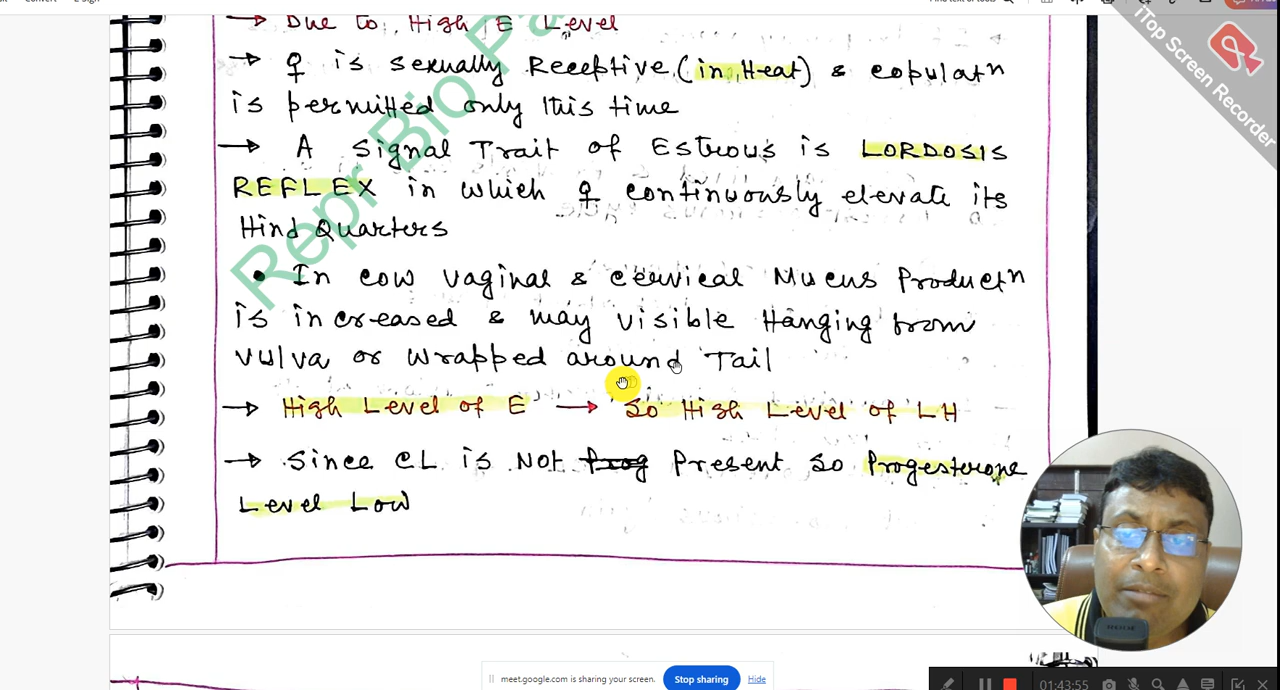 → Due to High E Level
→ ♀ is sexually Receptive (in Heat) & copulatn
is permitted only this time
→ A Signal Trait of Estrous is LORDOSIS
REFLEX in which ♀ continuously elevate its
Hind Quarters
• In cow vaginal & cervical Mucus Productn
is increased & may visible Hanging from
vulva or wrapped around Tail
→ High Level of E → So High Level of LH
→ Since CL is Not Prog Present so Progesterone
Level Low
Repr Bio Pa
iTop Screen Recorder
RODE
meet.google.com is sharing your screen.
Stop sharing
Hide
01:43:55